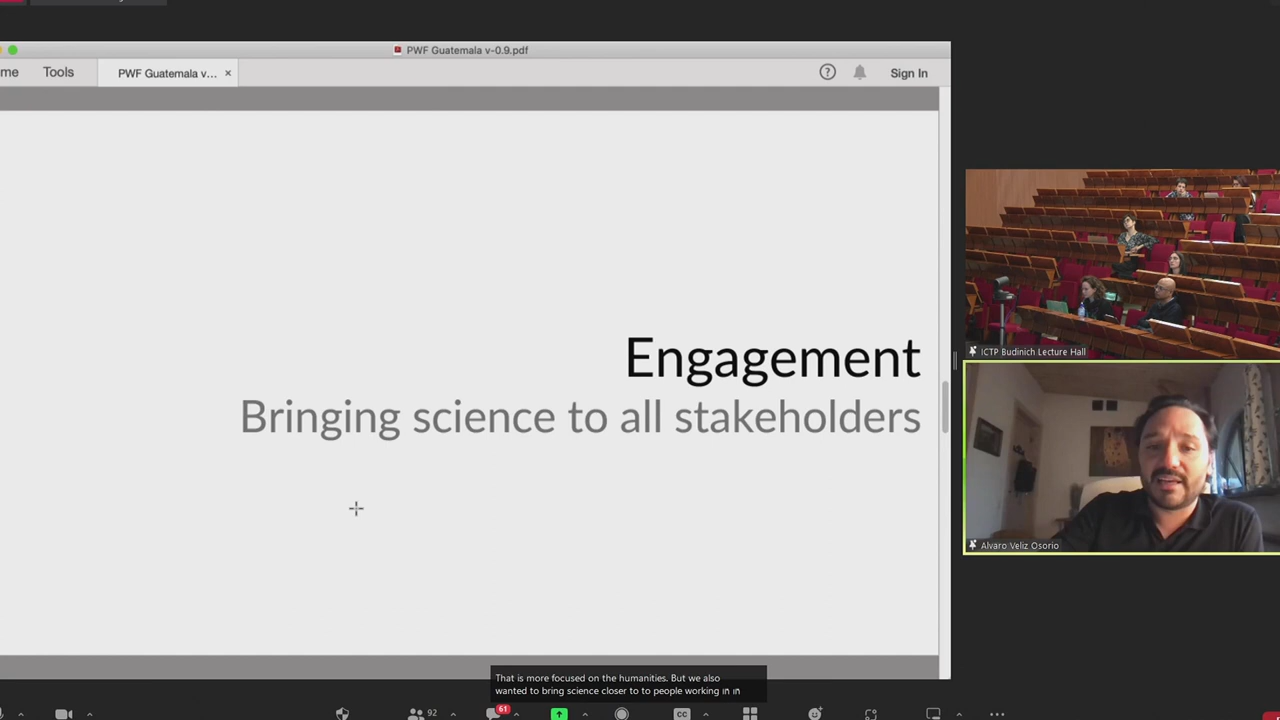 PWF Guatemala v-0.9.pdf
me Tools PWF Guatemala v... × ? Sign In
Engagement
Bringing science to all stakeholders
ICTP Budinich Lecture Hall
Alvaro Veliz Osorio
That is more focused on the humanities. But we also
wanted to bring science closer to to people working in in
92 61 CC